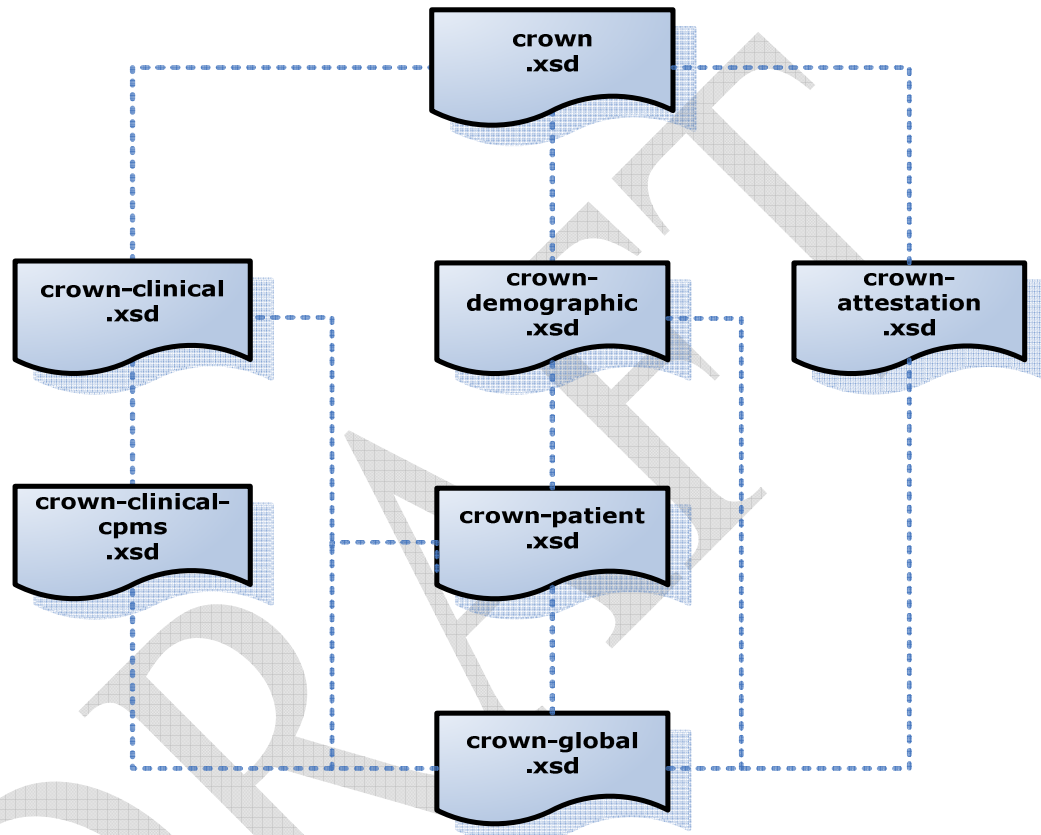 crown
.xsd
crown-clinical
.xsd
crown-
demographic
.xsd
crown-
attestation
.xsd
crown-clinical-
cpms
.xsd
crown-patient
.xsd
crown-global
.xsd
DRAFT